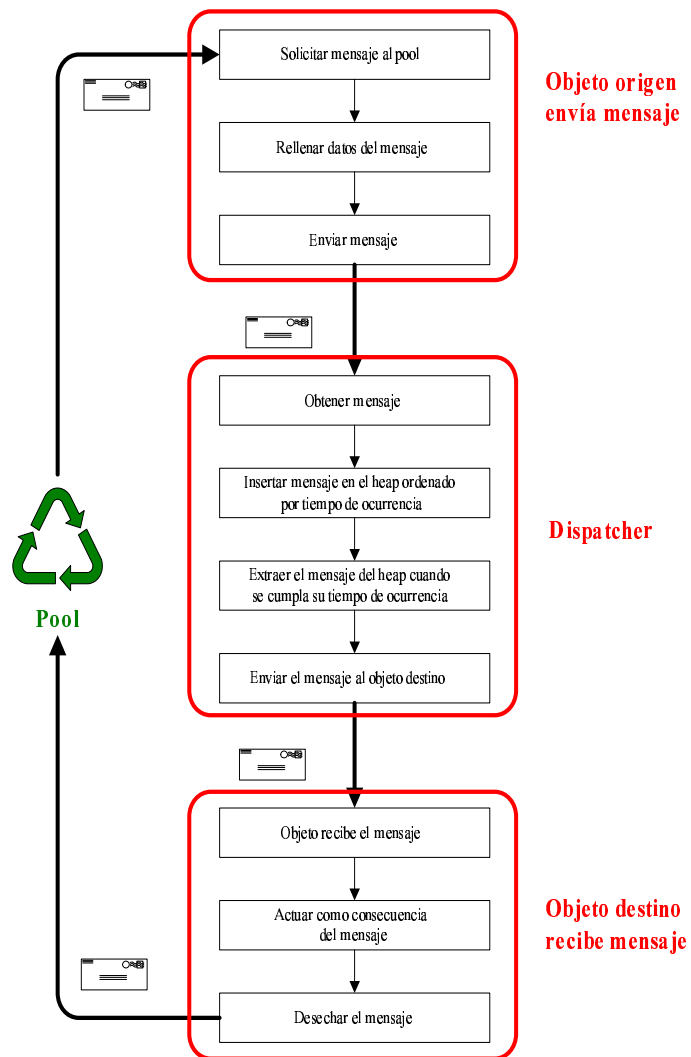 Solicitar mensaje al pool
Objeto origen
envía mensaje
Rellenar datos del mensaje
Enviar mensaje
Obtener mensaje
Insertar mensaje en el heap ordenado
por tiempo de ocurrencia
Dispatcher
Extraer el mensaje del heap cuando
se cumpla su tiempo de ocurrencia
Pool
Enviar el mensaje al objeto destino
Objeto recibe el mensaje
Actuar como consecuencia
del mensaje
Objeto destino
recibe mensaje
Desechar el mensaje